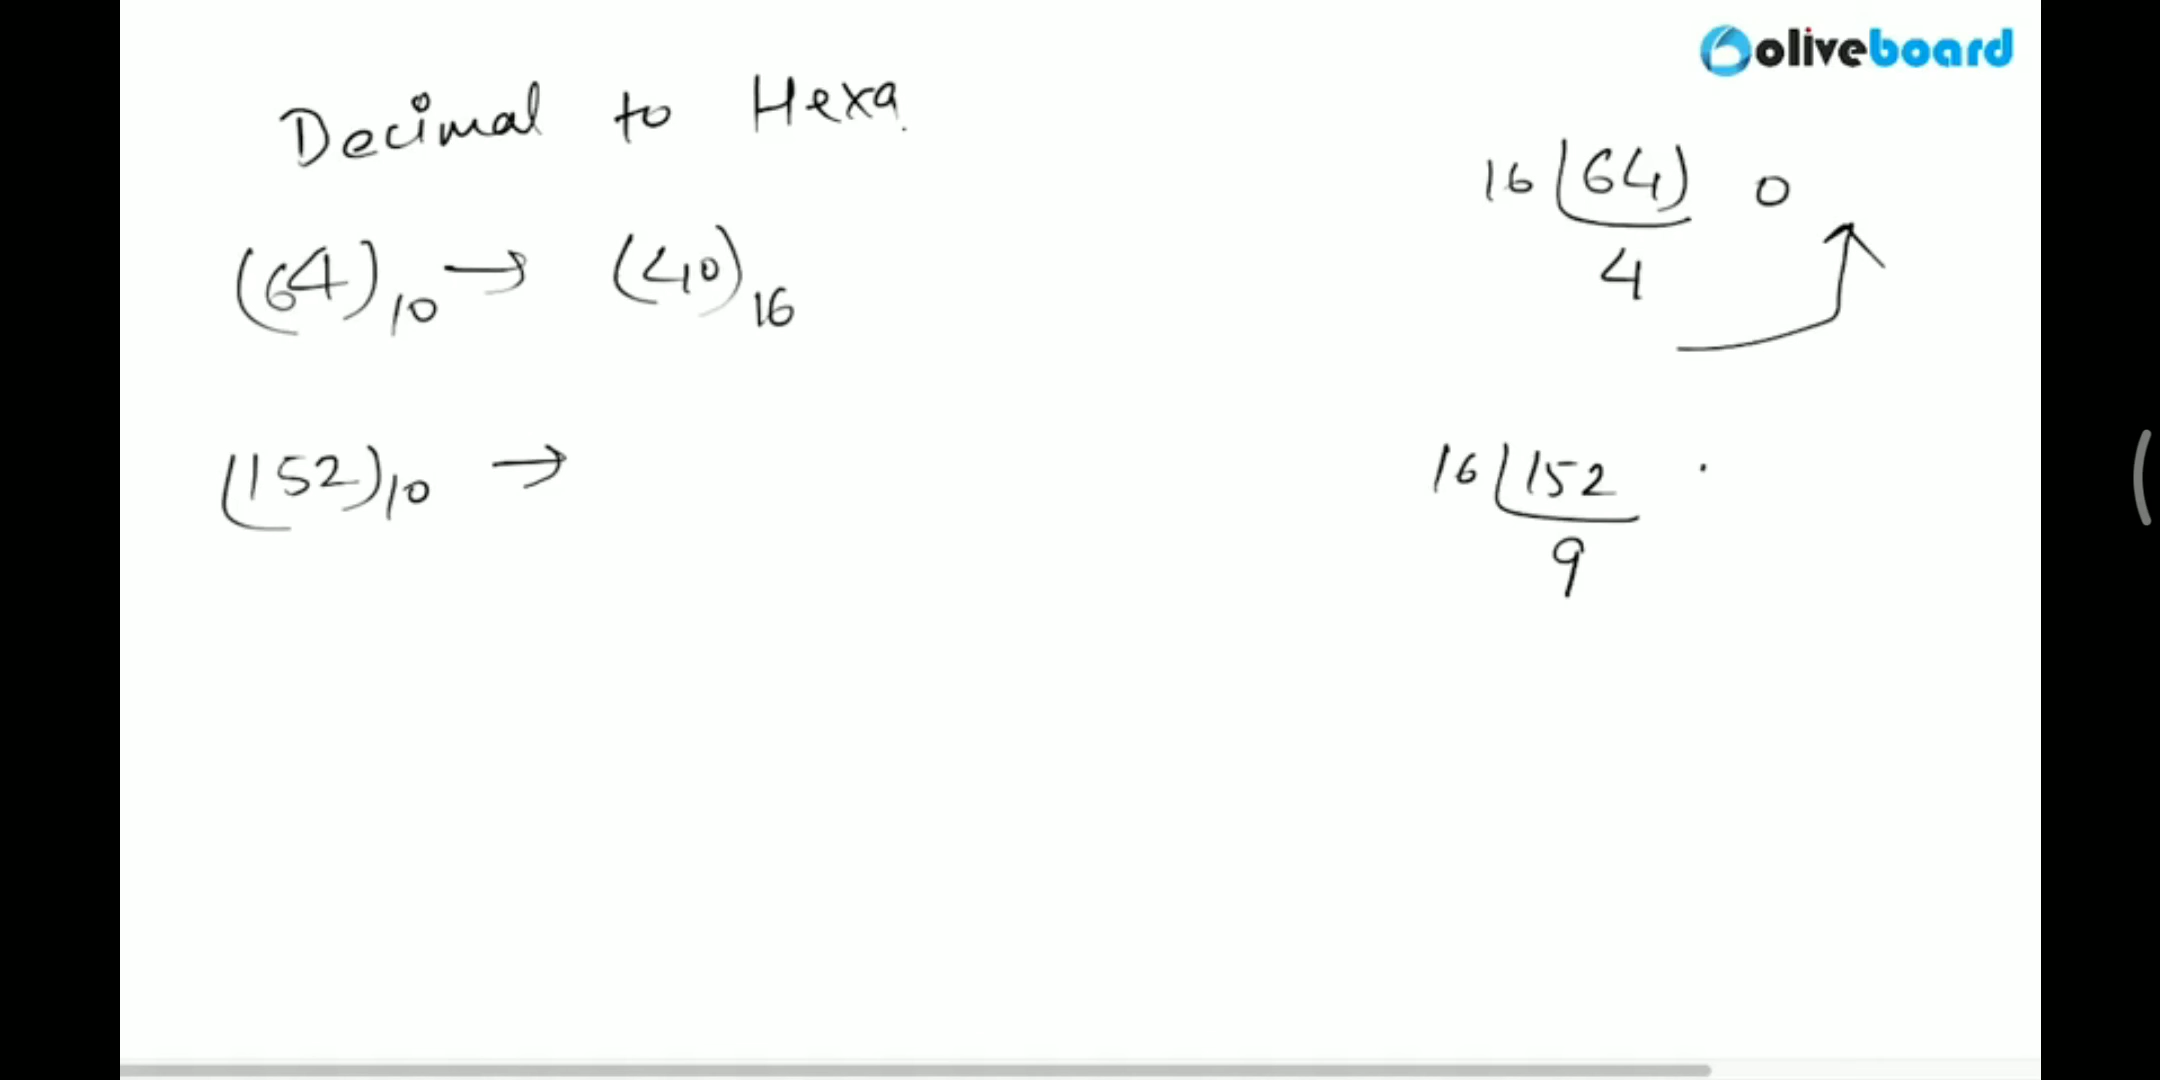 oliveboard
Decimal to Hexa.
(64)10 → (40)16
16 64) 0
4
(152)10 →
16 152
9